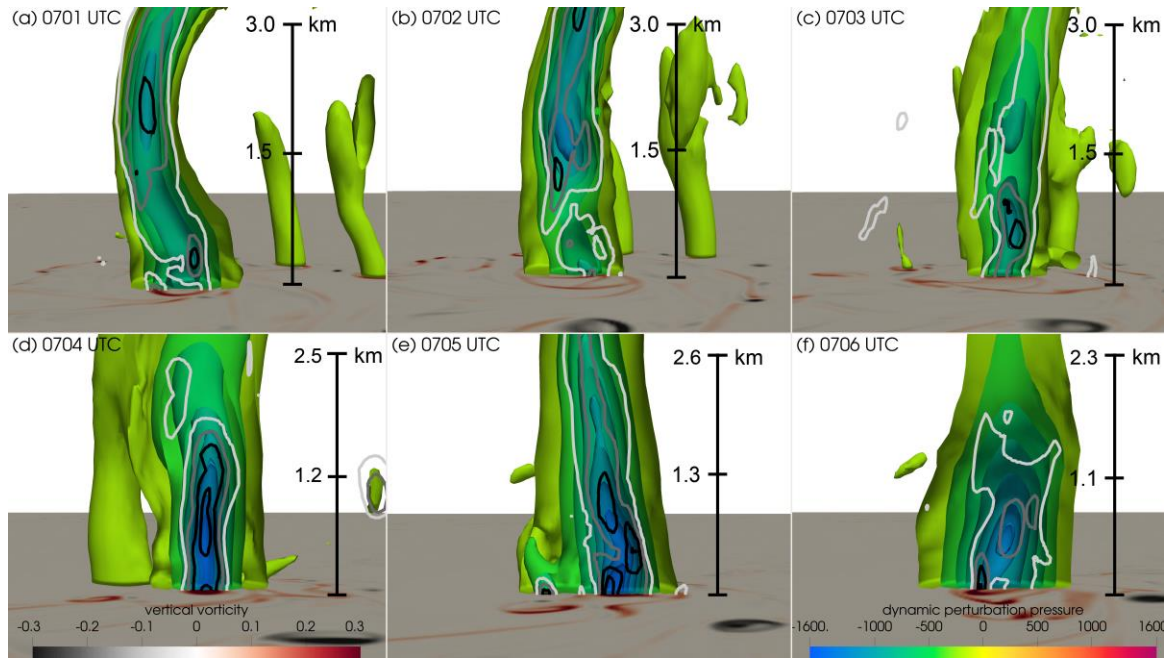 (a) 0701 UTC
3.0 km
1.5
(b) 0702 UTC
3.0 km
1.5
(c) 0703 UTC
3.0 km
1.5
(d) 0704 UTC
2.5 km
1.2
vertical vorticity
-0.3 -0.2 -0.1 0 0.1 0.2 0.3
(e) 0705 UTC
2.6 km
1.3
(f) 0706 UTC
2.3 km
1.1
dynamic perturbation pressure
-1600. -1000 -500 0 500 1000 1600